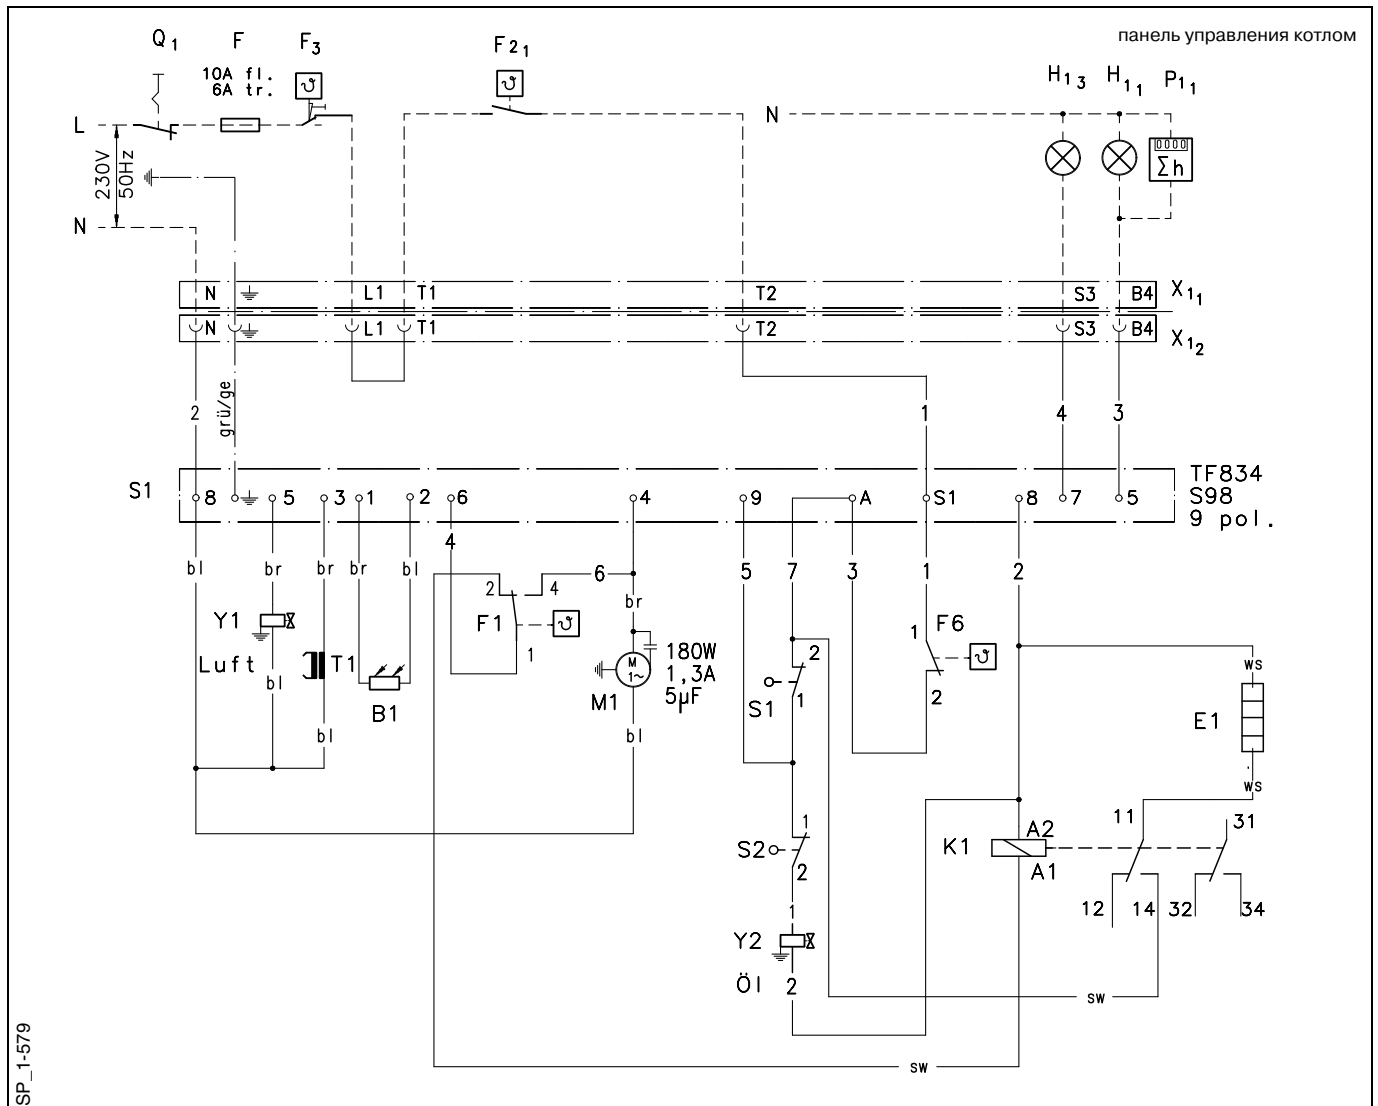 панель управления котлом
Q1 F F3 F21
10A fl.
6A tr.
H13 H11 P11
ϑ ϑ
L N
0000
Σh
230V
50Hz
N
N L1 T1 T2 S3 B4 X11
N L1 T1 T2 S3 B4 X12
2 grü/ge 1 4 3
S1 8 5 3 1 2 6 4 9 A S1 8 7 5
TF834
S98
9 pol.
4
bl br br br bl 2 4 6 5 7 3 1 2
br
Y1 F1 ϑ 1 F6 ϑ
Luft T1 bl 1 M 1~ 180W
1,3A
5µF
M1
2 S1 1 2
B1 bl bl
ws
E1
ws
11 31
K1 A2
A1
S2 1 2
12 14 32 34
1
Y2
Öl 2
sw
sw
SP_1-579